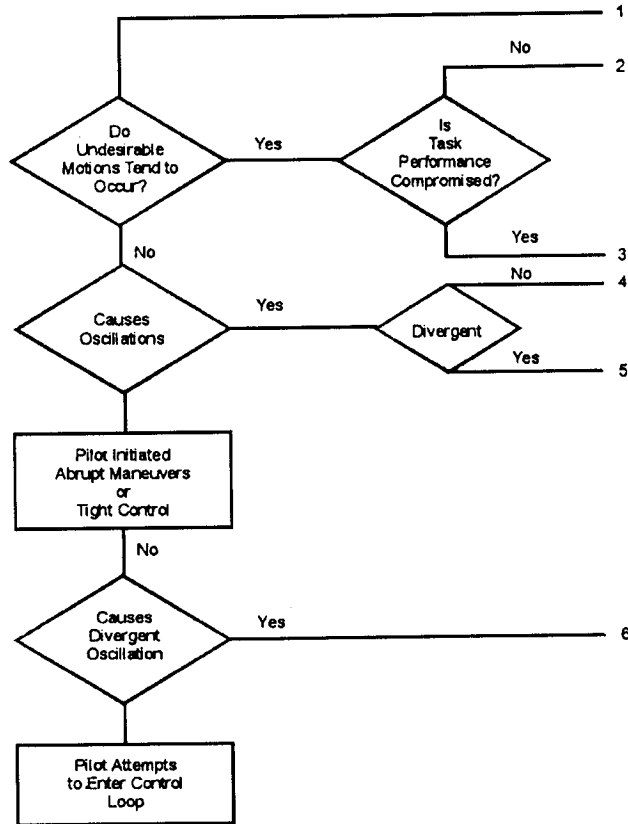 1
No
2
Do
Undesirable
Motions Tend to
Occur?
Yes
Is
Task
Performance
Compromised?
Yes
3
No
No
4
Causes
Oscillations
Yes
Divergent
Yes
5
Pilot Initiated
Abrupt Maneuvers
or
Tight Control
No
Causes
Divergent
Oscillation
Yes
6
Pilot Attempts
to Enter Control
Loop